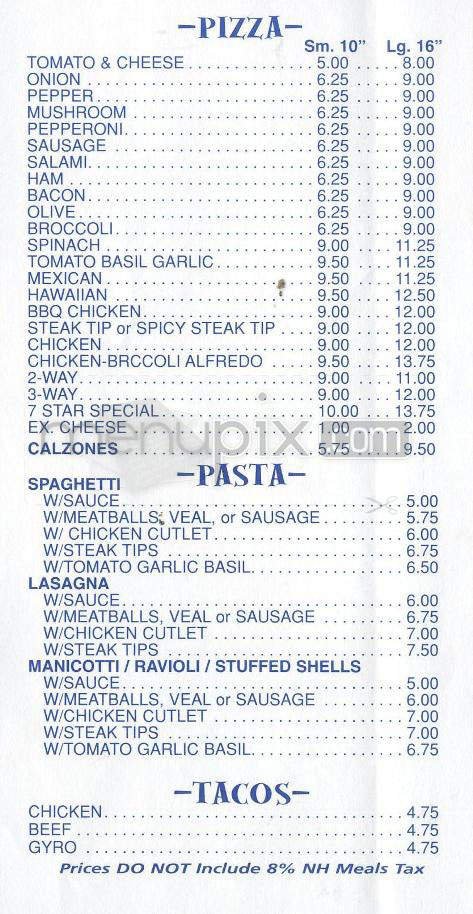 -PIZZA-
Sm. 10" Lg. 16"
TOMATO & CHEESE 5.00 8.00
ONION 6.25 9.00
PEPPER 6.25 9.00
MUSHROOM 6.25 9.00
PEPPERONI 6.25 9.00
SAUSAGE 6.25 9.00
SALAMI 6.25 9.00
HAM 6.25 9.00
BACON 6.25 9.00
OLIVE 6.25 9.00
BROCCOLI 6.25 9.00
SPINACH 9.00 11.25
TOMATO BASIL GARLIC 9.50 11.25
MEXICAN 9.50 11.25
HAWAIIAN 9.50 12.50
BBQ CHICKEN 9.00 12.00
STEAK TIP or SPICY STEAK TIP 9.00 12.00
CHICKEN 9.00 12.00
CHICKEN-BRCCOLI ALFREDO 9.50 13.75
2-WAY 9.00 11.00
3-WAY 9.00 12.00
7 STAR SPECIAL 10.00 13.75
EX. CHEESE 1.00 2.00
menupix.com
CALZONES 5.75 9.50
-PASTA-
SPAGHETTI
W/SAUCE 5.00
W/MEATBALLS, VEAL, or SAUSAGE 5.75
W/ CHICKEN CUTLET 6.00
W/STEAK TIPS 6.75
W/TOMATO GARLIC BASIL 6.50
LASAGNA
W/SAUCE 6.00
W/MEATBALLS, VEAL or SAUSAGE 6.75
W/CHICKEN CUTLET 7.00
W/STEAK TIPS 7.50
MANICOTTI / RAVIOLI / STUFFED SHELLS
W/SAUCE 5.00
W/MEATBALLS, VEAL or SAUSAGE 6.00
W/CHICKEN CUTLET 7.00
W/STEAK TIPS 7.00
W/TOMATO GARLIC BASIL 6.75
-TACOS-
CHICKEN 4.75
BEEF 4.75
GYRO 4.75
Prices DO NOT Include 8% NH Meals Tax